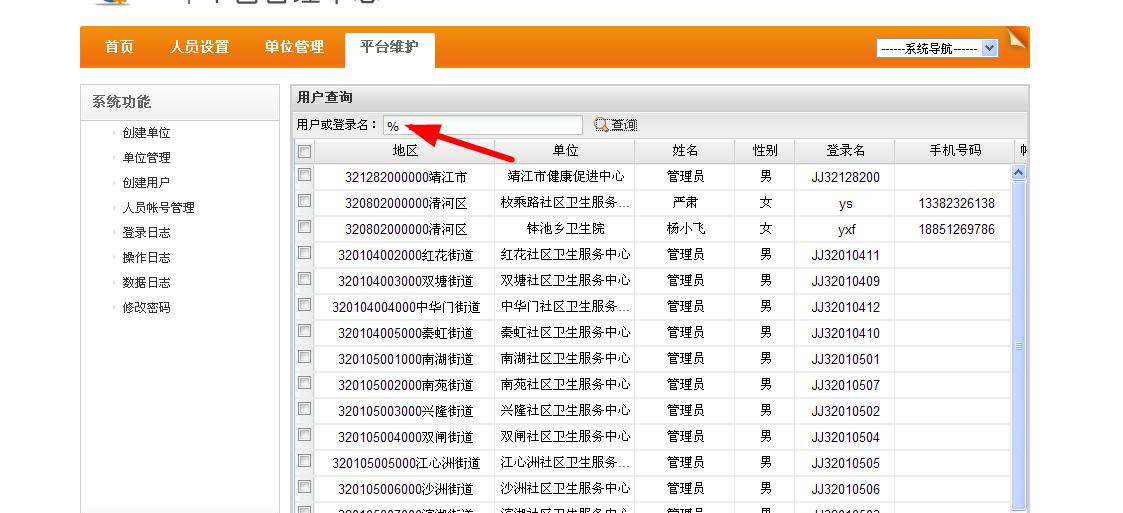 首页 人员设置 单位管理 平台维护 ------系统导航------
系统功能
创建单位
单位管理
创建用户
人员帐号管理
登录日志
操作日志
数据日志
修改密码
用户查询
用户或登录名： % 查询
地区 单位 姓名 性别 登录名 手机号码
321282000000靖江市 靖江市健康促进中心 管理员 男 JJ32128200
320802000000清河区 枚乘路社区卫生服务... 严肃 女 ys 13382326138
320802000000清河区 钵池乡卫生院 杨小飞 女 yxf 18851269786
320104002000红花街道 红花社区卫生服务中心 管理员 男 JJ32010411
320104003000双塘街道 双塘社区卫生服务中心 管理员 男 JJ32010409
320104004000中华门街道 中华门社区卫生服务... 管理员 男 JJ32010412
320104005000秦虹街道 秦虹社区卫生服务中心 管理员 男 JJ32010410
320105001000南湖街道 南湖社区卫生服务中心 管理员 男 JJ32010501
320105002000南苑街道 南苑社区卫生服务中心 管理员 男 JJ32010507
320105003000兴隆街道 兴隆社区卫生服务中心 管理员 男 JJ32010502
320105004000双闸街道 双闸社区卫生服务中心 管理员 男 JJ32010504
320105005000江心洲街道 江心洲社区卫生服务... 管理员 男 JJ32010505
320105006000沙洲街道 沙洲社区卫生服务中心 管理员 男 JJ32010506